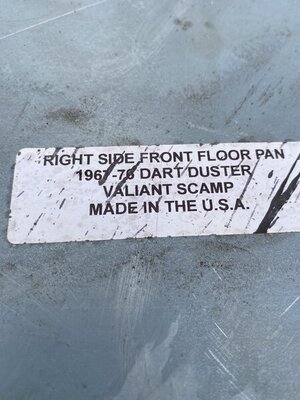 RIGHT SIDE FRONT FLOOR PAN
1967-76 DART DUSTER
VALIANT SCAMP
MADE IN THE U.S.A.